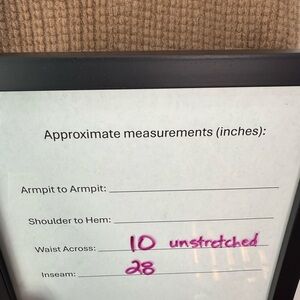 Approximate measurements (inches):
Armpit to Armpit:
Shoulder to Hem:
Waist Across: 10 unstretched
Inseam: 28